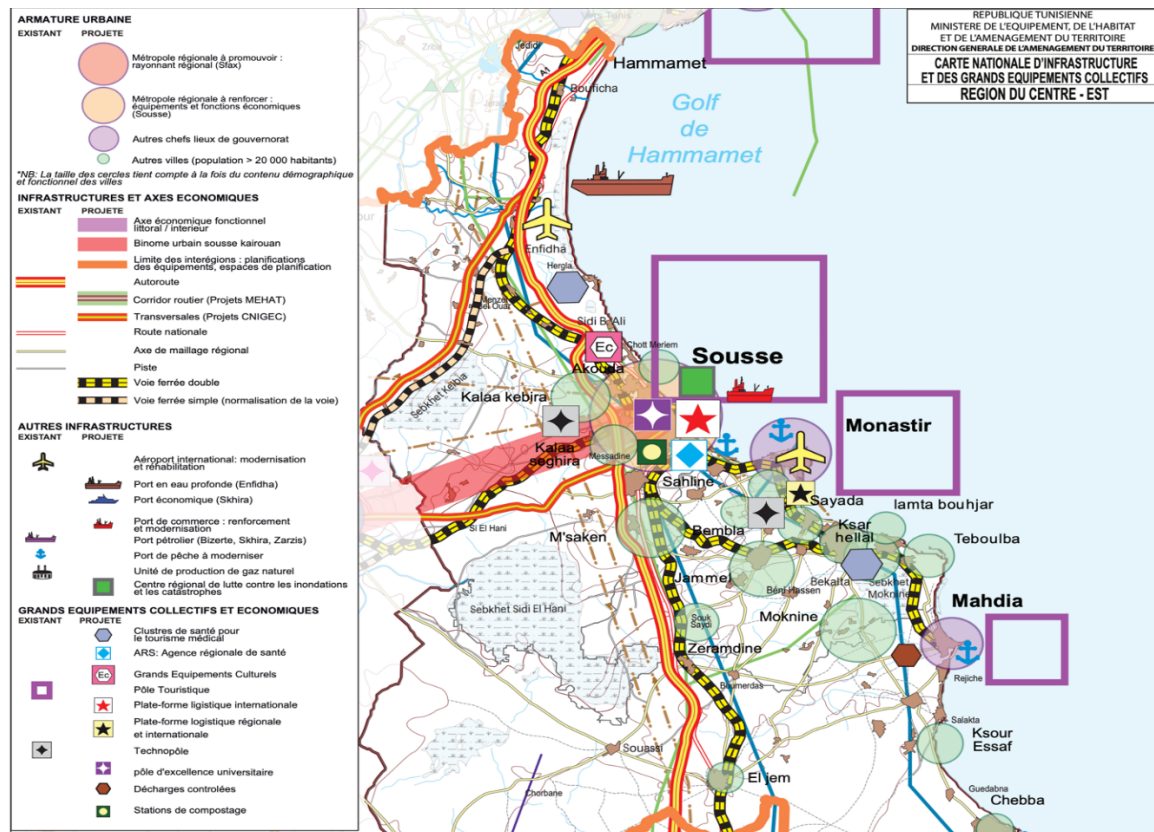 ARMATURE URBAINE
EXISTANT PROJETE
Métropole régionale à promouvoir :
rayonnant régional (Sfax)
Métropole régionale à renforcer :
équipements et fonctions économiques
(Sousse)
Autres chefs lieux de gouvernorat
Autres villes (population > 20 000 habitants)
*NB: La taille des cercles tient compte à la fois du contenu démographique
et fonctionnel des villes
INFRASTRUCTURES ET AXES ECONOMIQUES
EXISTANT PROJETE
Axe économique fonctionnel
littoral / interieur
Binome urbain sousse kairouan
Limite des interégions : planifications
des équipements, espaces de planification
Autoroute
Corridor routier (Projets MEHAT)
Transversales (Projets CNIGEC)
Route nationale
Axe de maillage régional
Piste
Voie ferrée double
Voie ferrée simple (normalisation de la voie)
AUTRES INFRASTRUCTURES
EXISTANT PROJETE
Aéroport international: modernisation
et réhabilitation
Port en eau profonde (Enfidha)
Port économique (Skhira)
Port de commerce : renforcement
et modernisation
Port pétrolier (Bizerte, Skhira, Zarzis)
Port de pêche à moderniser
Unité de production de gaz naturel
Centre régional de lutte contre les inondations
et les catastrophes
GRANDS EQUIPEMENTS COLLECTIFS ET ECONOMIQUES
EXISTANT PROJETE
Clustres de santé pour
le tourisme médical
ARS: Agence régionale de santé
Ec
Grands Equipements Culturels
Pôle Touristique
Plate-forme ligistique internationale
Plate-forme logistique régionale
et internationale
Technopôle
pôle d'excellence universitaire
Décharges controlées
Stations de compostage
REPUBLIQUE TUNISIENNE
MINISTERE DE L'EQUIPEMENT, DE L'HABITAT
ET DE L'AMENAGEMENT DU TERRITOIRE
DIRECTION GENERALE DE L'AMENAGEMENT DU TERRITOIRE
CARTE NATIONALE D'INFRASTRUCTURE
ET DES GRANDS EQUIPEMENTS COLLECTIFS
REGION DU CENTRE - EST
Vers Tunis
Zriba
Jedidi
Hammamet
A1
Bouficha
Golf
de
Hammamet
Enfidha
Hergla
Menzel
Bel Ouar
Sidi B Ali
Ec
Chott Meriem
Sousse
Akouda
Sebkhet Kelbia
Kalaa kebira
Monastir
Kalaa
seghira
Messadine
Sahline
Sayada
lamta bouhjar
Si El Hani
M'saken
Bembla
Ksar
hellal
Teboulba
Jammel
Béni Hassen
Bekalta
Sebkhet
Moknine
Sebkhet Sidi El Hani
Souk
Saydi
Moknine
Mahdia
Zeramdine
Boumerdas
Rejiche
Salakta
Ksour
Essaf
Souassi
El jem
Chorbane
Guedabna
Chebba